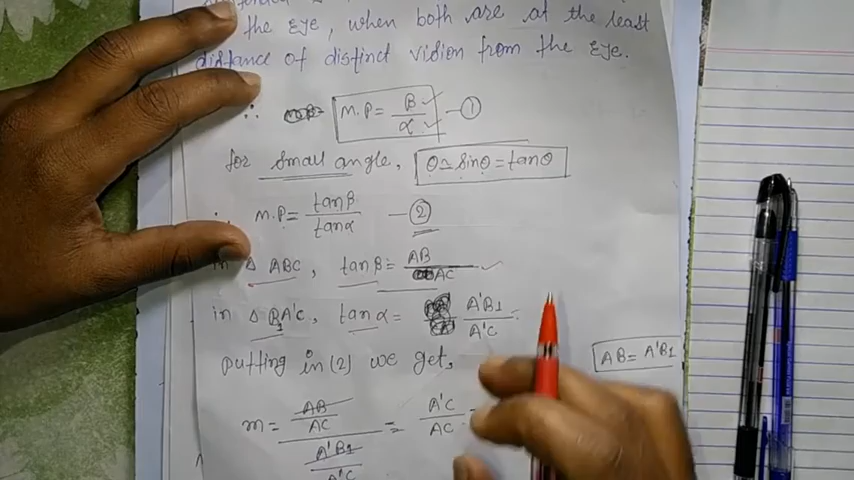 the Eye, when both are at the least
distance of distinct vision from the Eye.
∴ M.P = β/α —①
for small angle, θ≃sinθ=tanθ
∴ M.P = tanβ/tanα —②
in Δ ABC, tanβ = AB/AC
in Δ B₁A'C, tanα = A'B₁/A'C
putting in (2) we get, AB = A'B₁
m = AB/AC / A'B₁/A'C = A'C/AC